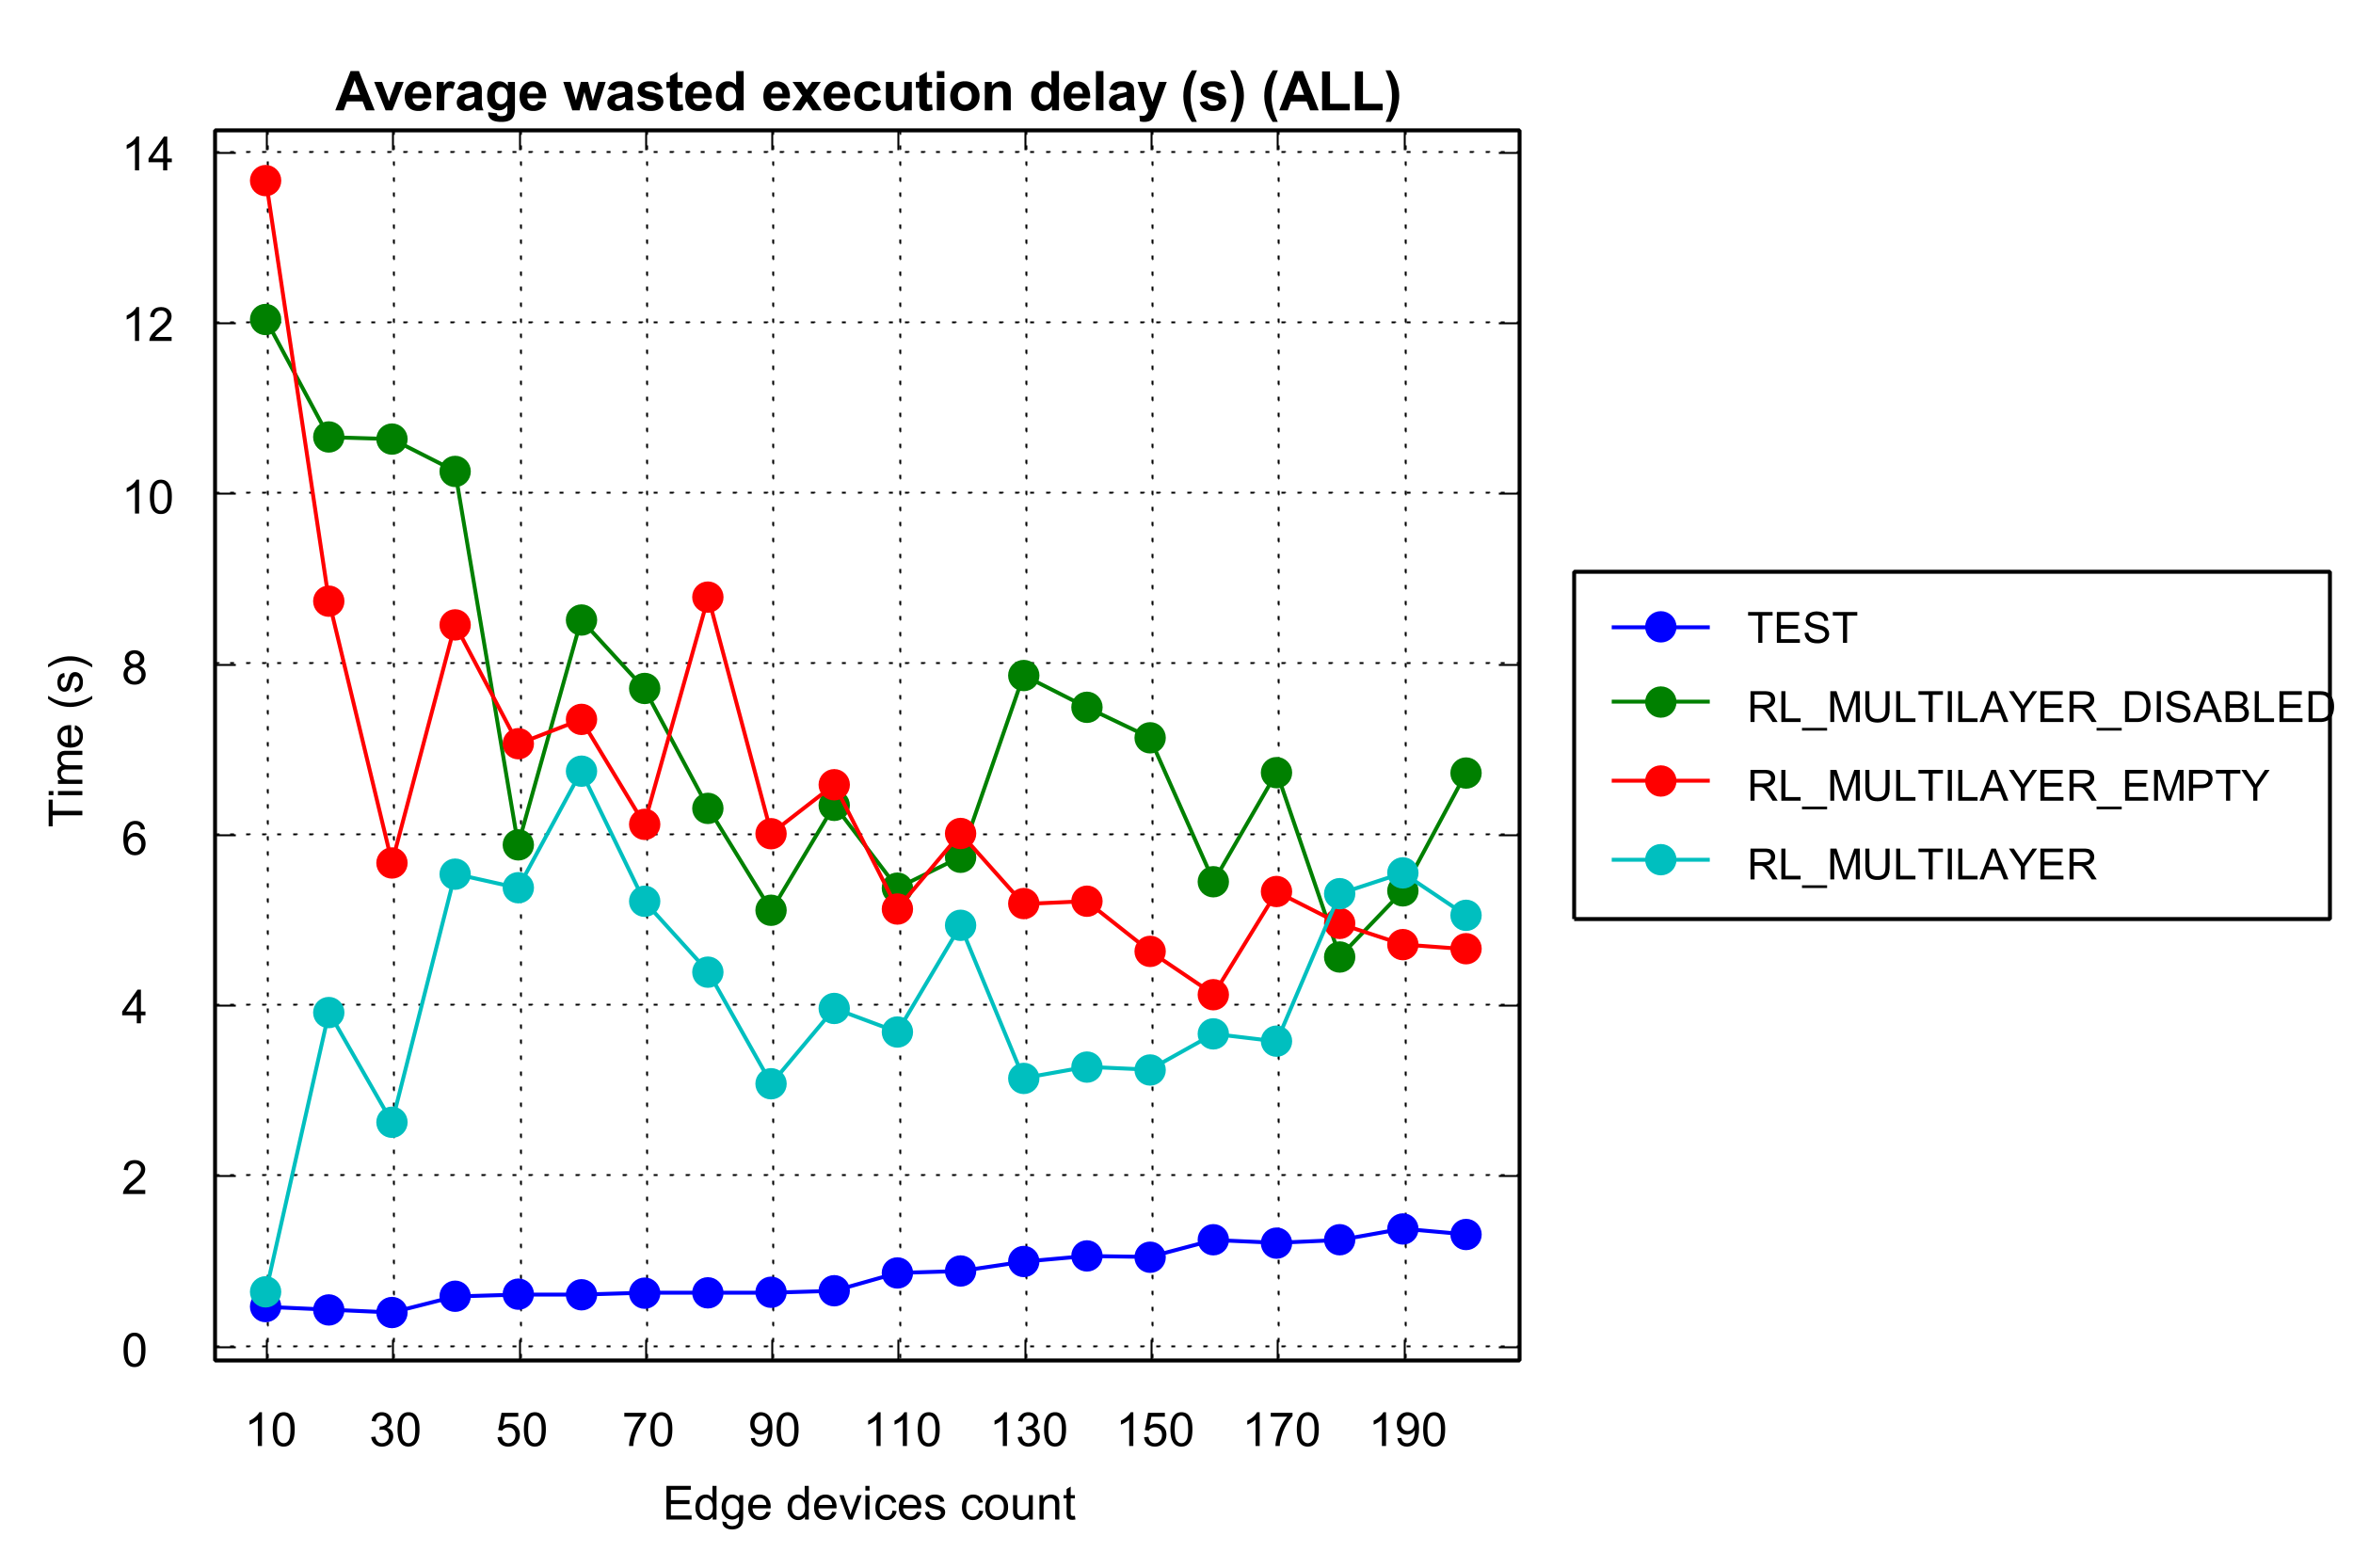 Average wasted execution delay (s) (ALL)
14
12
10
8
6
4
2
0
Time (s)
10 30 50 70 90 110 130 150 170 190
Edge devices count
TEST
RL_MULTILAYER_DISABLED
RL_MULTILAYER_EMPTY
RL_MULTILAYER